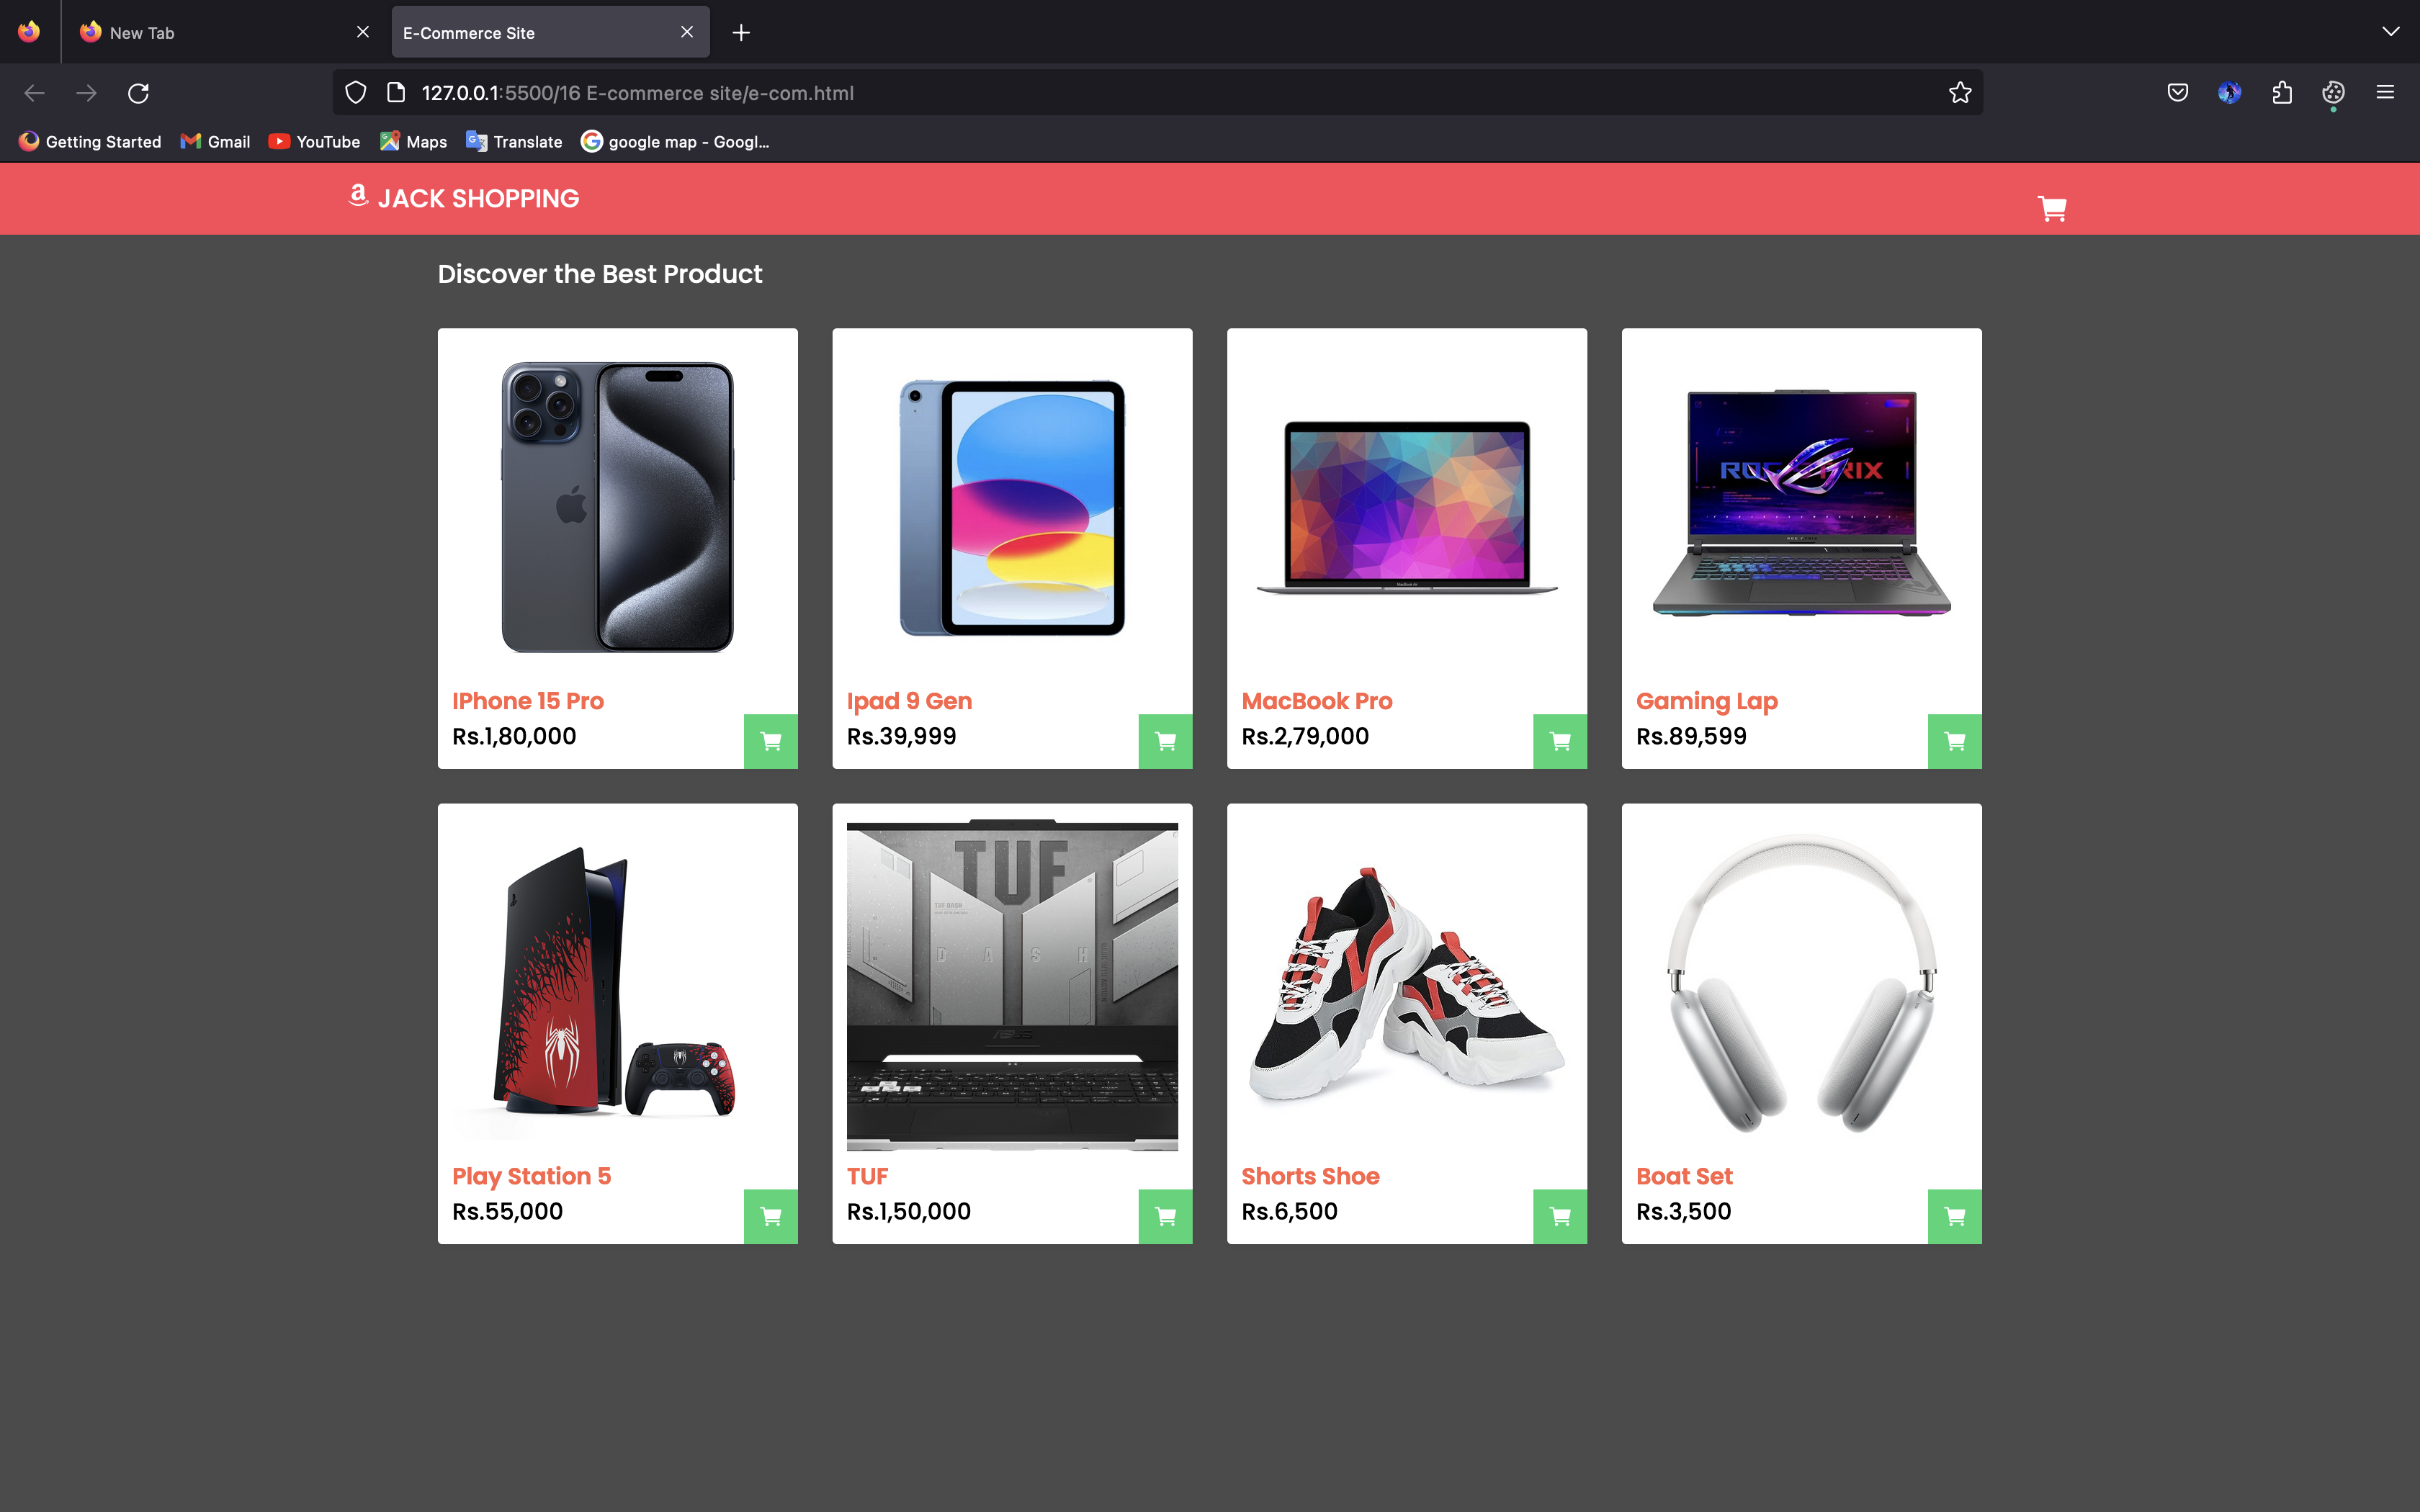 New Tab
E-Commerce Site
127.0.0.1:5500/16 E-commerce site/e-com.html
Getting Started Gmail YouTube Maps Translate google map - Googl...
JACK SHOPPING
Discover the Best Product
IPhone 15 Pro
Rs.1,80,000
Ipad 9 Gen
Rs.39,999
MacBook Pro
Rs.2,79,000
Gaming Lap
Rs.89,599
TUF
TUF DASH
D A S H
Play Station 5
Rs.55,000
TUF
Rs.1,50,000
Shorts Shoe
Rs.6,500
Boat Set
Rs.3,500